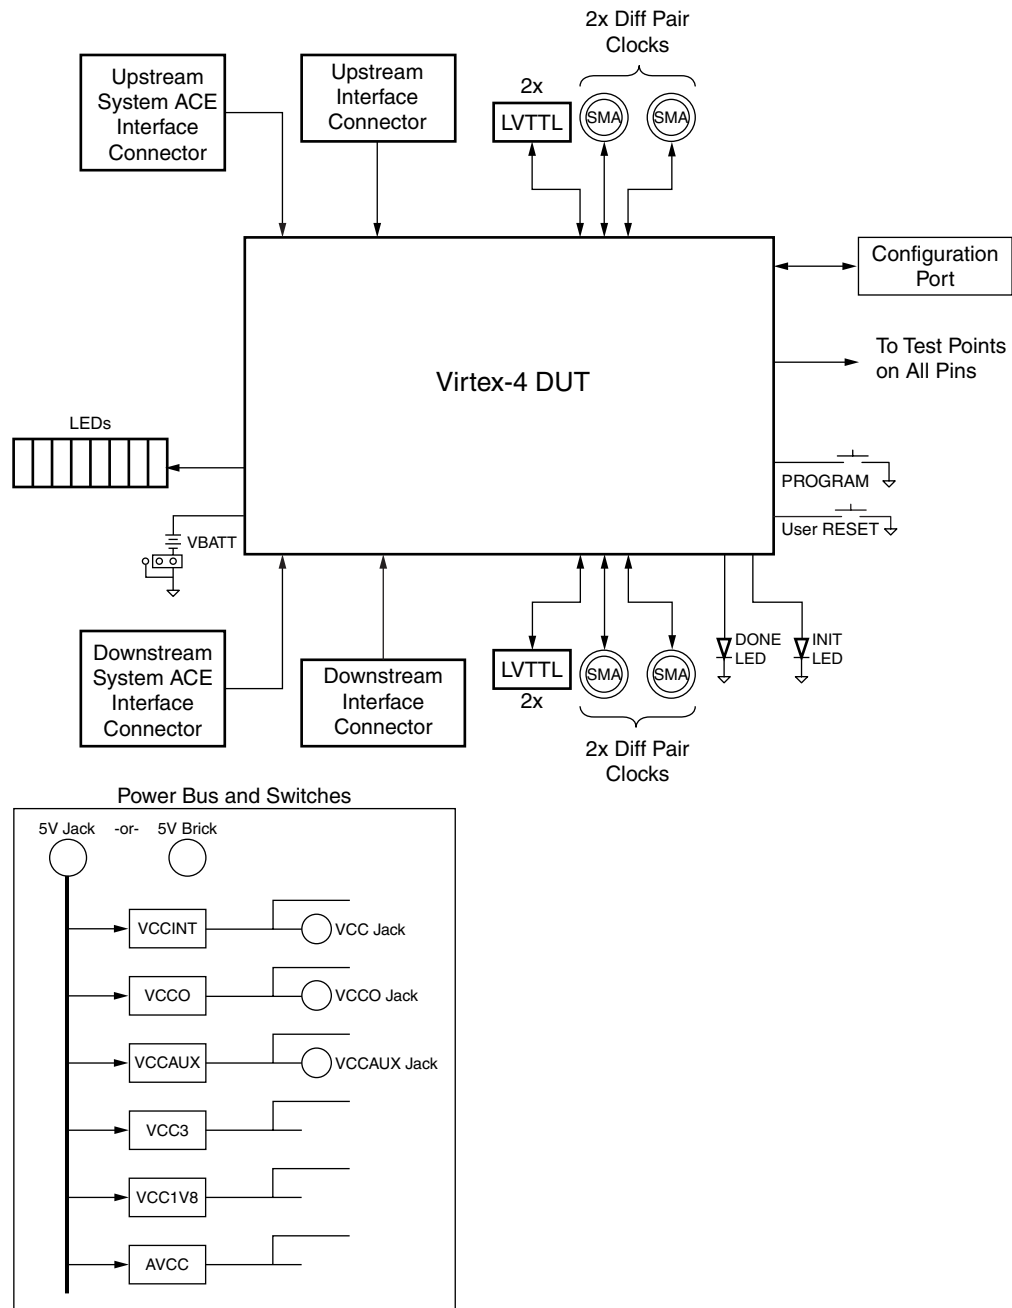 2x Diff Pair
Clocks
Upstream
System ACE
Interface
Connector
Upstream
Interface
Connector
2x
LVTTL
SMA
SMA
Configuration
Port
To Test Points
on All Pins
Virtex-4 DUT
LEDs
PROGRAM
User RESET
VBATT
Downstream
System ACE
Interface
Connector
Downstream
Interface
Connector
LVTTL
2x
SMA
SMA
DONE
LED
INIT
LED
2x Diff Pair
Clocks
Power Bus and Switches
5V Jack -or- 5V Brick
VCCINT
VCC Jack
VCCO
VCCO Jack
VCCAUX
VCCAUX Jack
VCC3
VCC1V8
AVCC